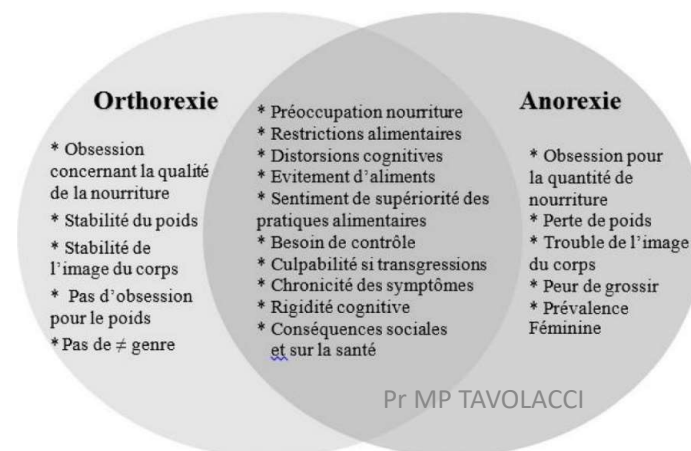 Orthorexie
* Obsession
concernant la qualité
de la nourriture
* Stabilité du poids
* Stabilité de
l'image du corps
* Pas d'obsession
pour le poids
* Pas de ≠ genre
* Préoccupation nourriture
* Restrictions alimentaires
* Distorsions cognitives
* Evitement d'aliments
* Sentiment de supériorité des
pratiques alimentaires
* Besoin de contrôle
* Culpabilité si transgressions
* Chronicité des symptômes
* Rigidité cognitive
* Conséquences sociales
et sur la santé
Anorexie
* Obsession pour
la quantité de
nourriture
* Perte de poids
* Trouble de l'image
du corps
* Peur de grossir
* Prévalence
Féminine
Pr MP TAVOLACCI